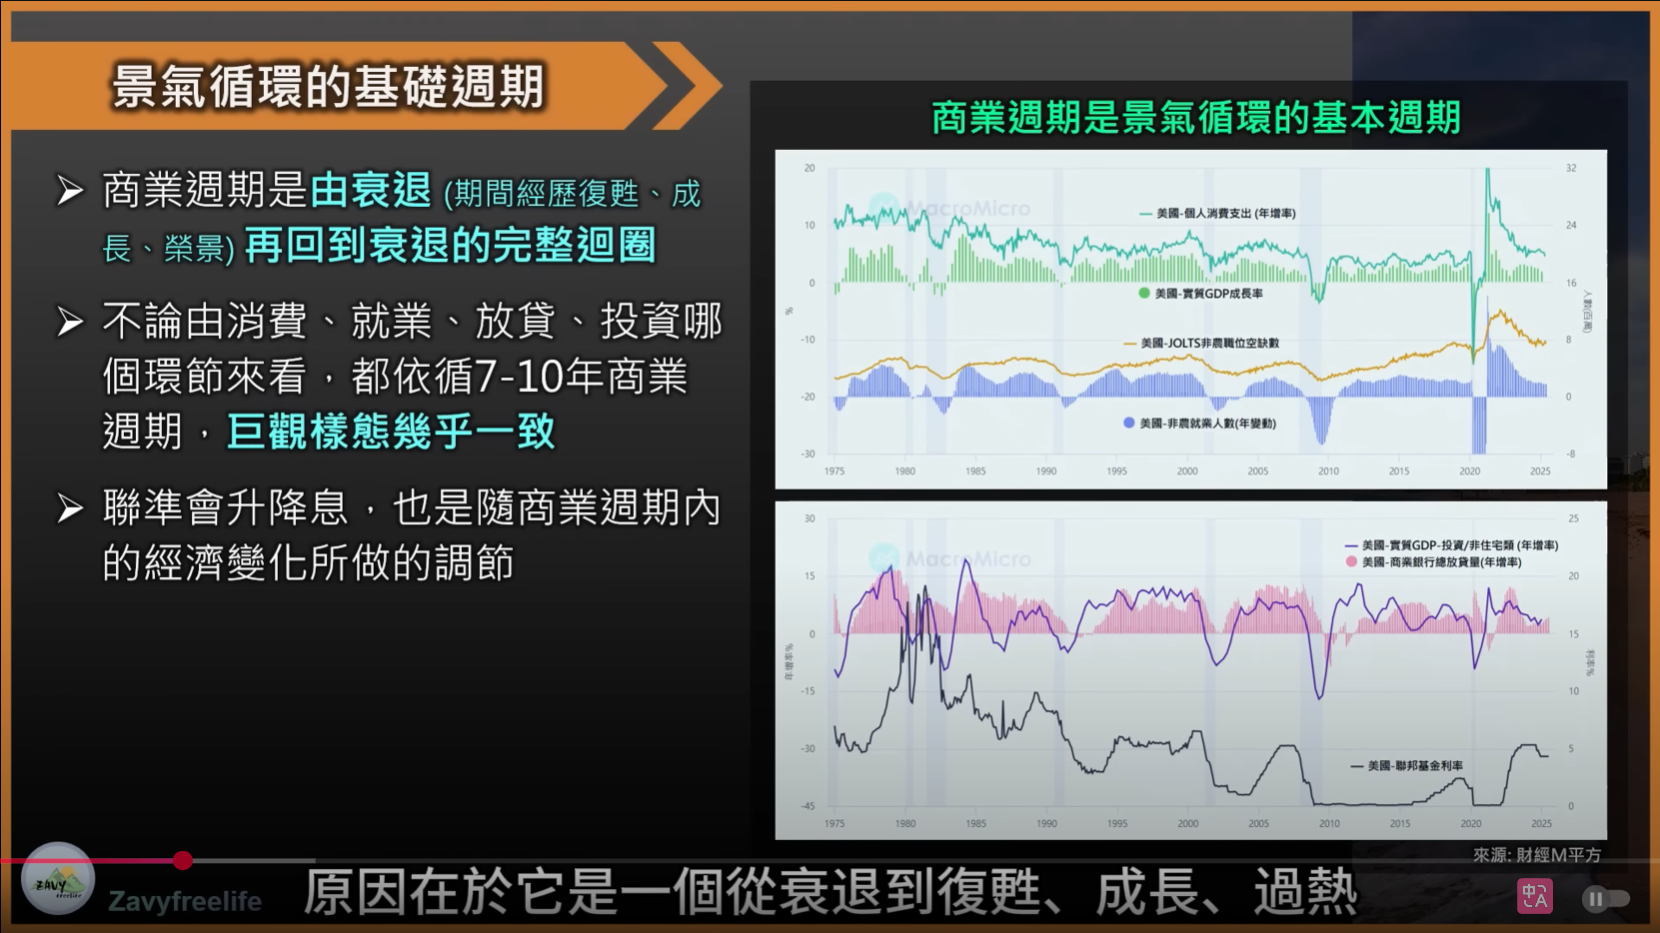 景氣循環的基礎週期
商業週期是由衰退 (期間經歷復甦、成
長、榮景) 再回到衰退的完整迴圈
不論由消費、就業、放貸、投資哪
個環節來看，都依循7-10年商業
週期，巨觀樣態幾乎一致
聯準會升降息，也是隨商業週期內
的經濟變化所做的調節
商業週期是景氣循環的基本週期
MacroMicro
20
10
0
-10
-20
-30
%
32
24
16
8
0
-8
人數(百萬)
美國-個人消費支出 (年增率)
美國-實質GDP成長率
美國-JOLTS非農職位空缺數
美國-非農就業人數(年變動)
1975 1980 1985 1990 1995 2000 2005 2010 2015 2020 2025
MacroMicro
30
15
0
-15
-30
-45
年增率%
25
20
15
10
5
0
利率%
美國-實質GDP-投資/非住宅類 (年增率)
美國-商業銀行總放貸量(年增率)
美國-聯邦基金利率
1975 1980 1985 1990 1995 2000 2005 2010 2015 2020 2025
來源: 財經M平方
ZAVY
freelife
Zavyfreelife
原因在於它是一個從衰退到復甦、成長、過熱
中
A